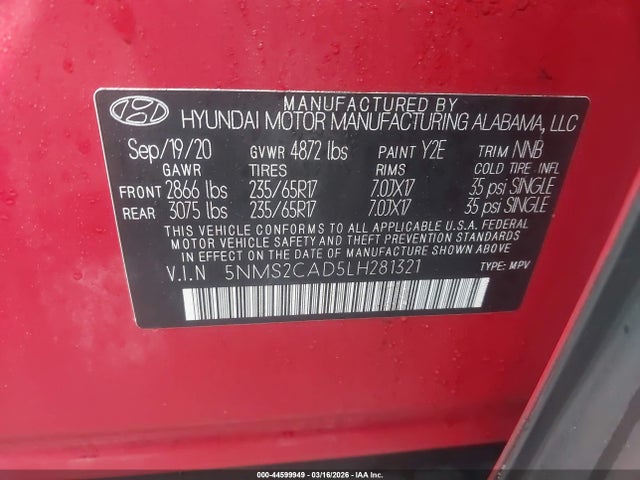 MANUFACTURED BY
HYUNDAI MOTOR MANUFACTURING ALABAMA, LLC
Sep/19/20 GVWR 4872 lbs PAINT Y2E TRIM NNB
GAWR TIRES RIMS COLD TIRE INFL
FRONT 2866 lbs 235/65R17 7.0JX17 35 psi SINGLE
REAR 3075 lbs 235/65R17 7.0JX17 35 psi SINGLE
THIS VEHICLE CONFORMS TO ALL APPLICABLE U.S.A. FEDERAL
MOTOR VEHICLE SAFETY BUMPER, AND THEFT PREVENTION STANDARDS
IN EFFECT ON THE DATE OF MANUFACTURE SHOWN ABOVE.
V.I.N 5NMS2CAD5LH281321 TYPE: MPV
000-44599949 | 03/16/2026 - IAA Inc.